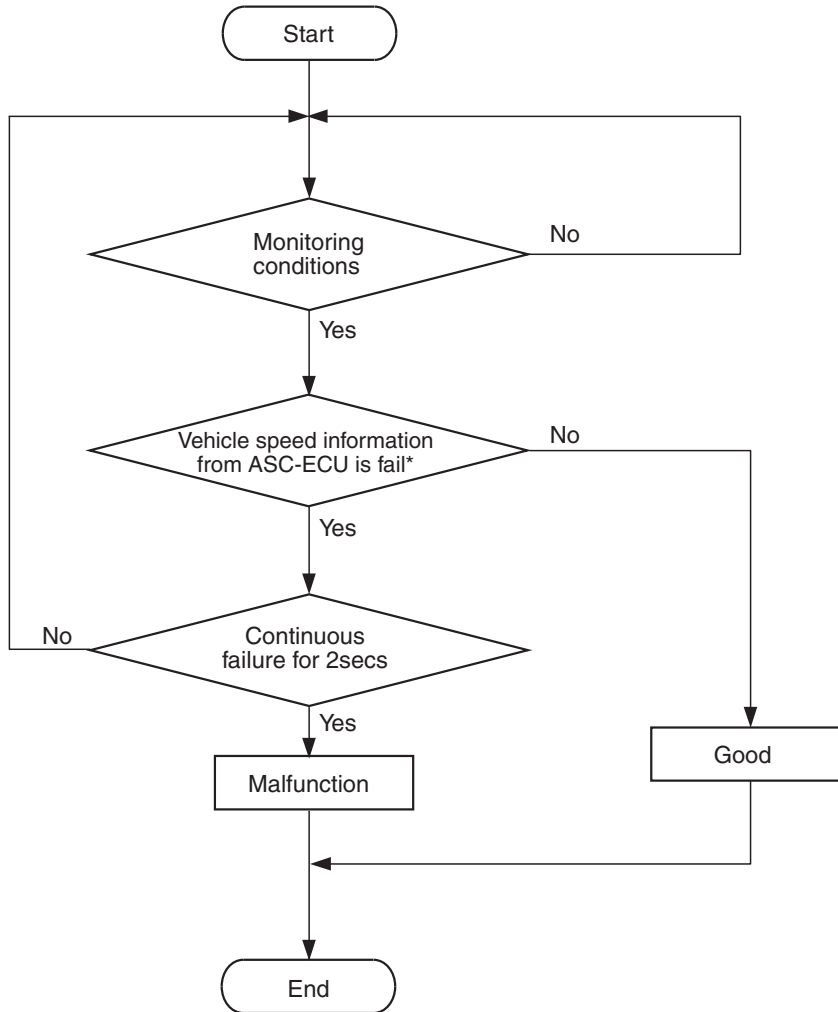 Start
Monitoring
conditions
No
Yes
Vehicle speed information
from ASC-ECU is fail*
No
Yes
Continuous
failure for 2secs
No
Yes
Malfunction
Good
End